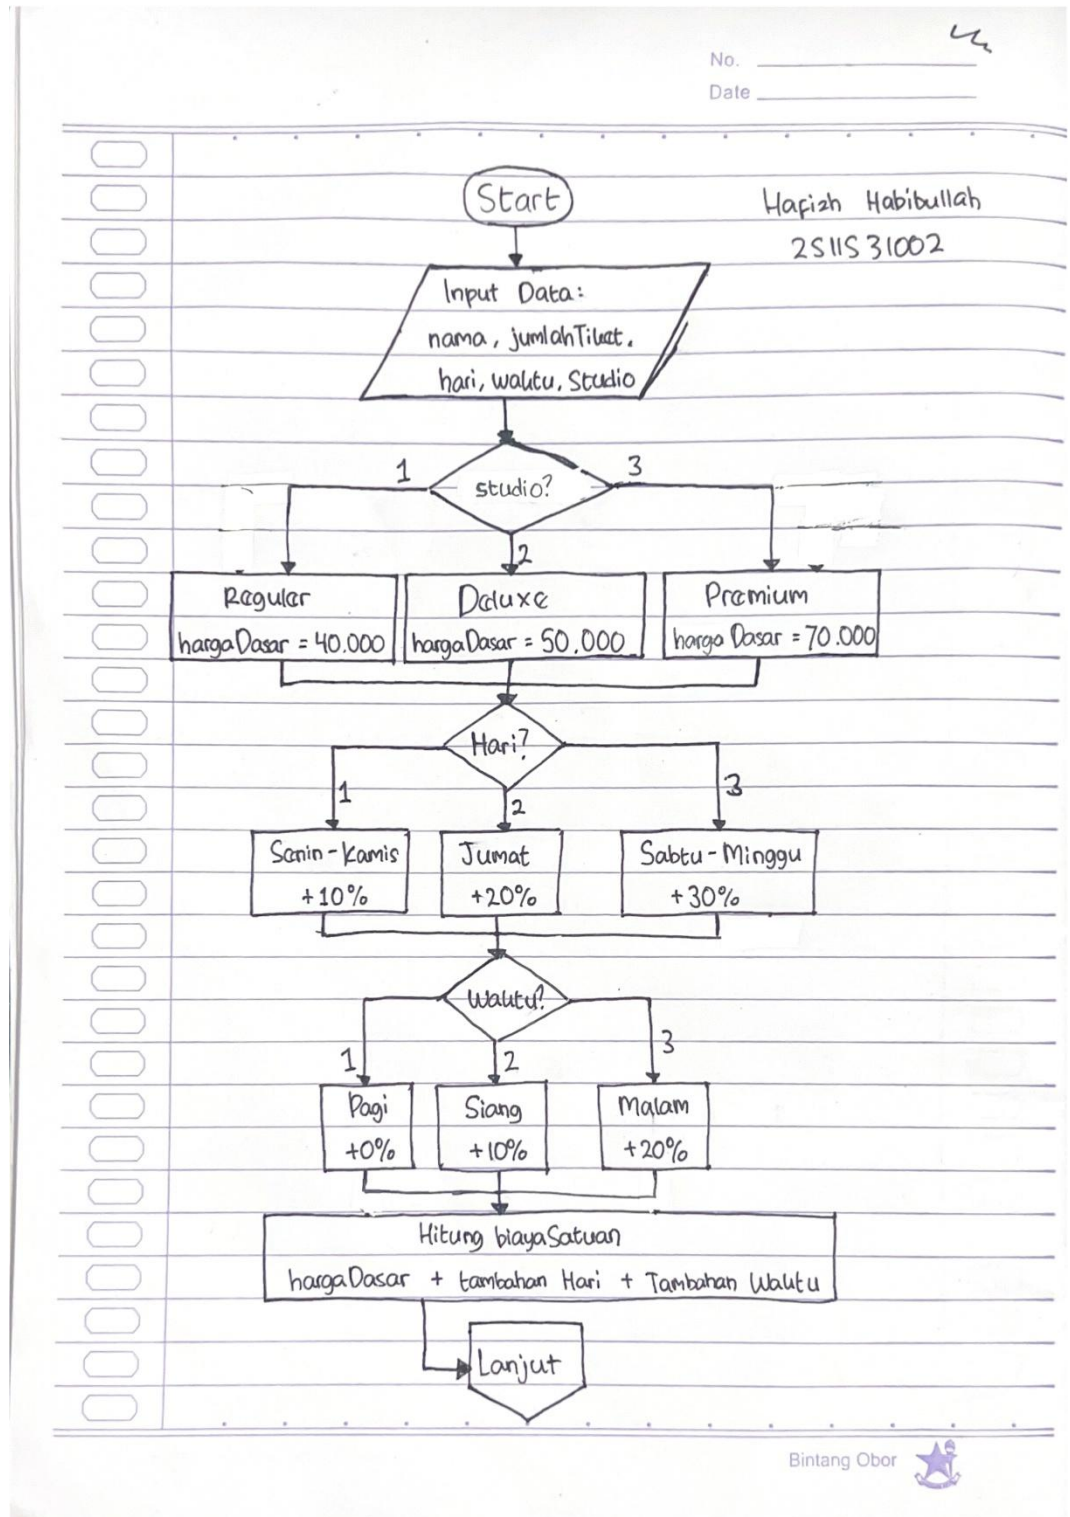 No.
Date
Start
Hafizh Habibullah
2511531002
Input Data:
nama, jumlahTiket,
hari, waktu, Studio
1
studio?
3
2
Regular
hargaDasar = 40.000
Deluxe
hargaDasar = 50.000
Premium
harga Dasar = 70.000
Hari?
1
2
3
Senin-Kamis
+10%
Jumat
+20%
Sabtu-Minggu
+30%
Waktu?
1
2
3
Pagi
+0%
Siang
+10%
Malam
+20%
Hitung biayaSatuan
hargaDasar + tambahan Hari + Tambahan Waktu
Lanjut
Bintang Obor